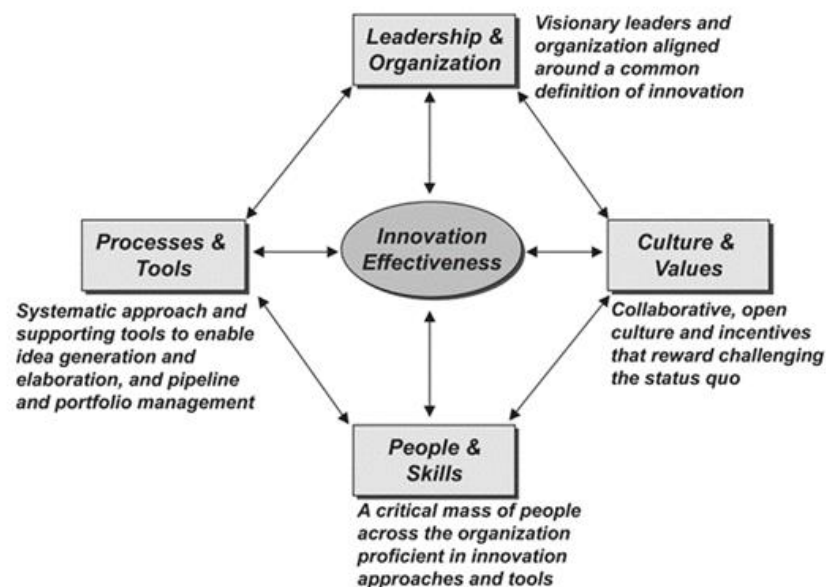 Leadership &
Organization
Visionary leaders and
organization aligned
around a common
definition of innovation
Processes &
Tools
Systematic approach and
supporting tools to enable
idea generation and
elaboration, and pipeline
and portfolio management
Innovation
Effectiveness
Culture &
Values
Collaborative, open
culture and incentives
that reward challenging
the status quo
People &
Skills
A critical mass of people
across the organization
proficient in innovation
approaches and tools